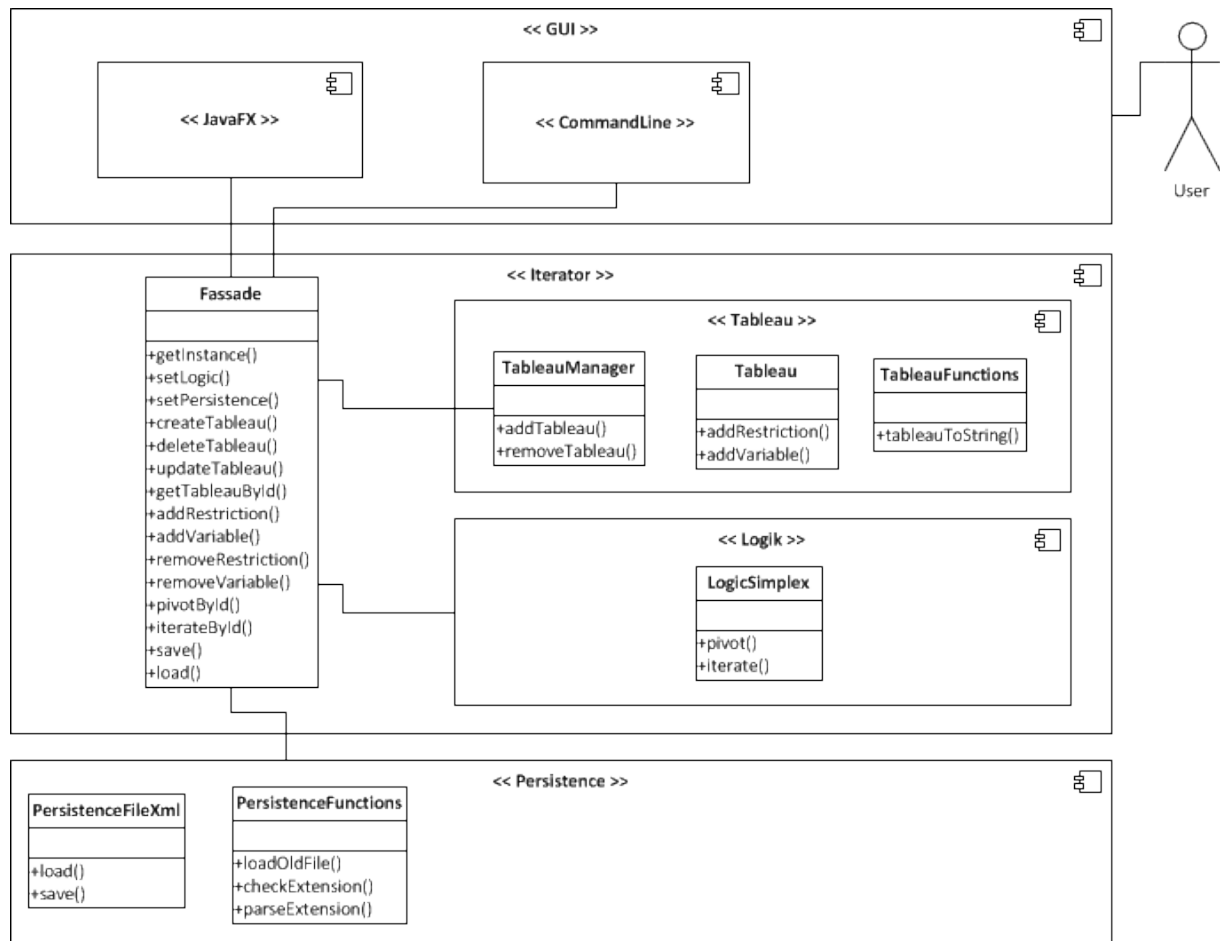 << GUI >>
<< JavaFX >>
<< CommandLine >>
User
<< Iterator >>
Fassade
+getInstance()
+setLogic()
+setPersistence()
+createTableau()
+deleteTableau()
+updateTableau()
+getTableauById()
+addRestriction()
+addVariable()
+removeRestriction()
+removeVariable()
+pivotById()
+iterateById()
+save()
+load()
<< Tableau >>
TableauManager
+addTableau()
+removeTableau()
Tableau
+addRestriction()
+addVariable()
TableauFunctions
+tableauToString()
<< Logik >>
LogicSimplex
+pivot()
+iterate()
<< Persistence >>
PersistenceFileXml
+load()
+save()
PersistenceFunctions
+loadOldFile()
+checkExtension()
+parseExtension()